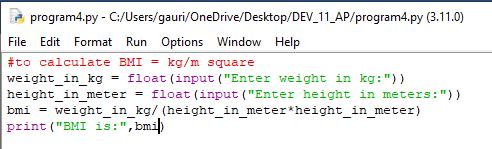 program4.py - C:/Users/gauri/OneDrive/Desktop/DEV_11_AP/program4.py (3.11.0)
File Edit Format Run Options Window Help
#to calculate BMI = kg/m square
weight_in_kg = float(input("Enter weight in kg:"))
height_in_meter = float(input("Enter height in meters:"))
bmi = weight_in_kg/(height_in_meter*height_in_meter)
print("BMI is:",bmi)